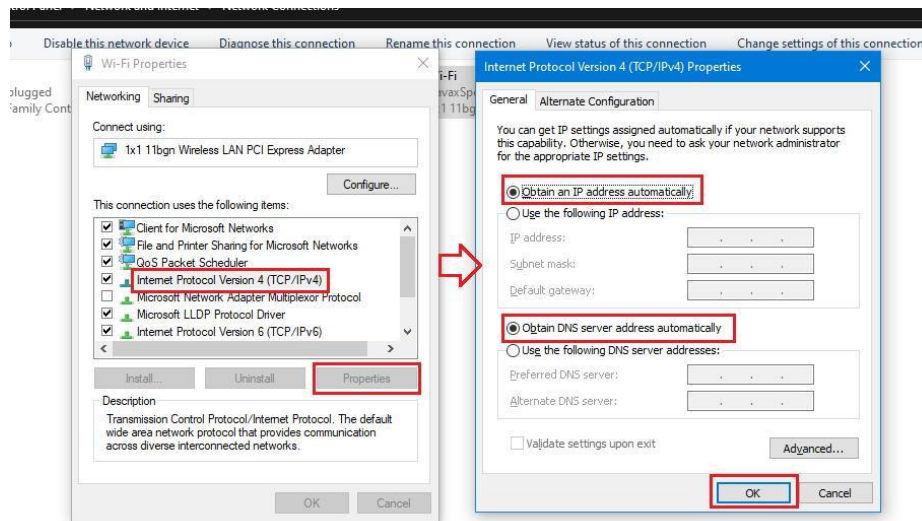 Network and Internet
Network Connections
Disable this network device
Diagnose this connection
Rename this connection
View status of this connection
Change settings of this connection
Wi-Fi Properties
Networking
Sharing
Connect using:
1x1 11bgn Wireless LAN PCI Express Adapter
Configure...
This connection uses the following items:
Client for Microsoft Networks
File and Printer Sharing for Microsoft Networks
QoS Packet Scheduler
Internet Protocol Version 4 (TCP/IPv4)
Microsoft Network Adapter Multiplexor Protocol
Microsoft LLDP Protocol Driver
Internet Protocol Version 6 (TCP/IPv6)
Install...
Uninstall
Properties
Description
Transmission Control Protocol/Internet Protocol. The default
wide area network protocol that provides communication
across diverse interconnected networks.
OK
Cancel
Internet Protocol Version 4 (TCP/IPv4) Properties
General
Alternate Configuration
You can get IP settings assigned automatically if your network supports
this capability. Otherwise, you need to ask your network administrator
for the appropriate IP settings.
Obtain an IP address automatically
Use the following IP address:
IP address:
Subnet mask:
Default gateway:
Obtain DNS server address automatically
Use the following DNS server addresses:
Preferred DNS server:
Alternate DNS server:
Validate settings upon exit
Advanced...
OK
Cancel